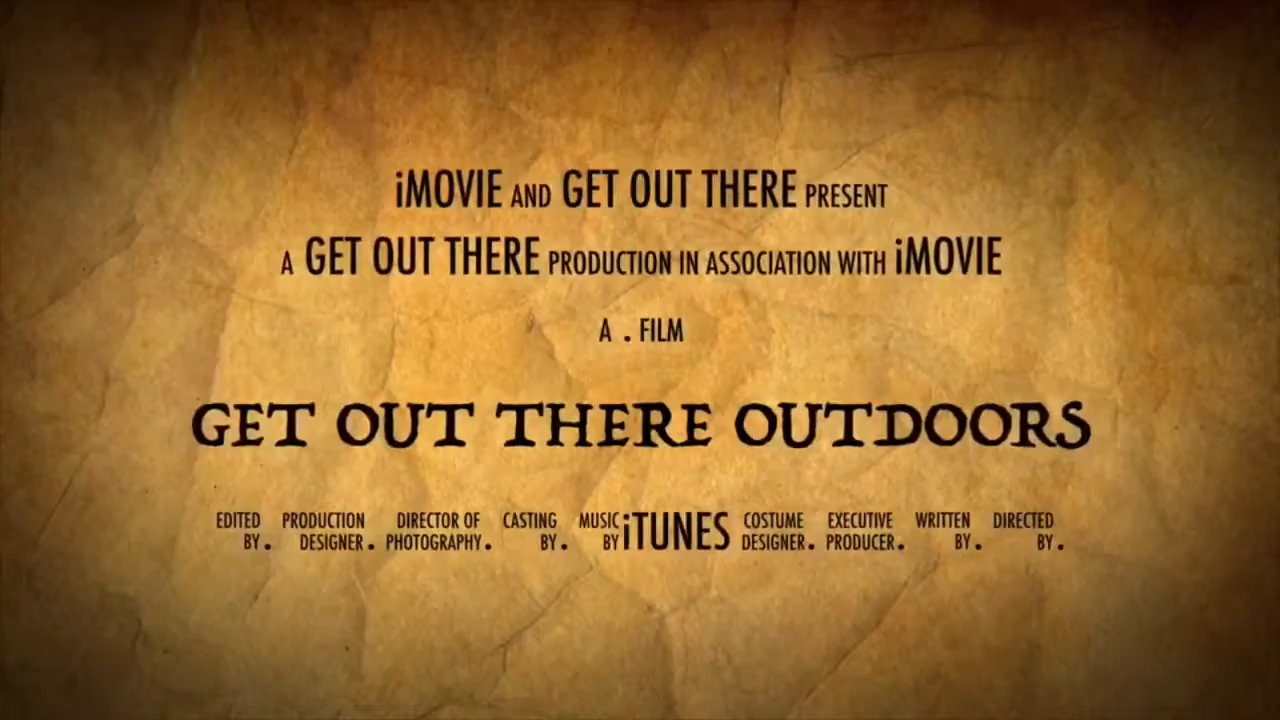 iMOVIE AND GET OUT THERE PRESENT
A GET OUT THERE PRODUCTION IN ASSOCIATION WITH iMOVIE
A . FILM
GET OUT THERE OUTDOORS
EDITED BY. PRODUCTION DESIGNER. DIRECTOR OF PHOTOGRAPHY. CASTING BY. MUSIC BY iTUNES COSTUME DESIGNER. EXECUTIVE PRODUCER. WRITTEN BY. DIRECTED BY.